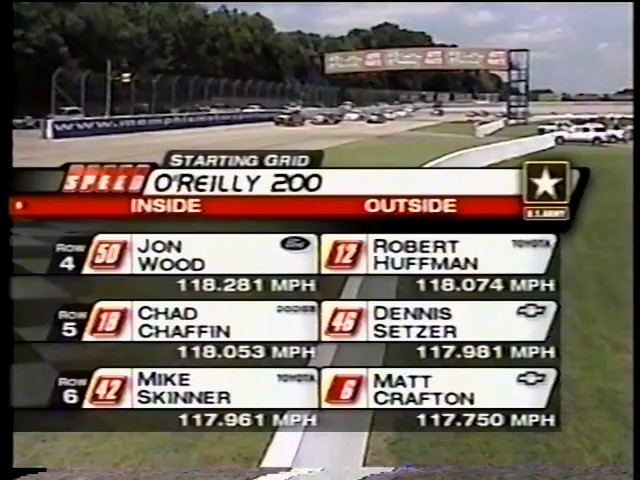 STARTING GRID
SPEED O'REILLY 200
INSIDE OUTSIDE
U.S. ARMY
ROW 4 50 JON WOOD Ford 12 ROBERT HUFFMAN TOYOTA
118.281 MPH 118.074 MPH
ROW 5 18 CHAD CHAFFIN DODGE 46 DENNIS SETZER
118.053 MPH 117.981 MPH
ROW 6 42 MIKE SKINNER TOYOTA 6 MATT CRAFTON
117.961 MPH 117.750 MPH